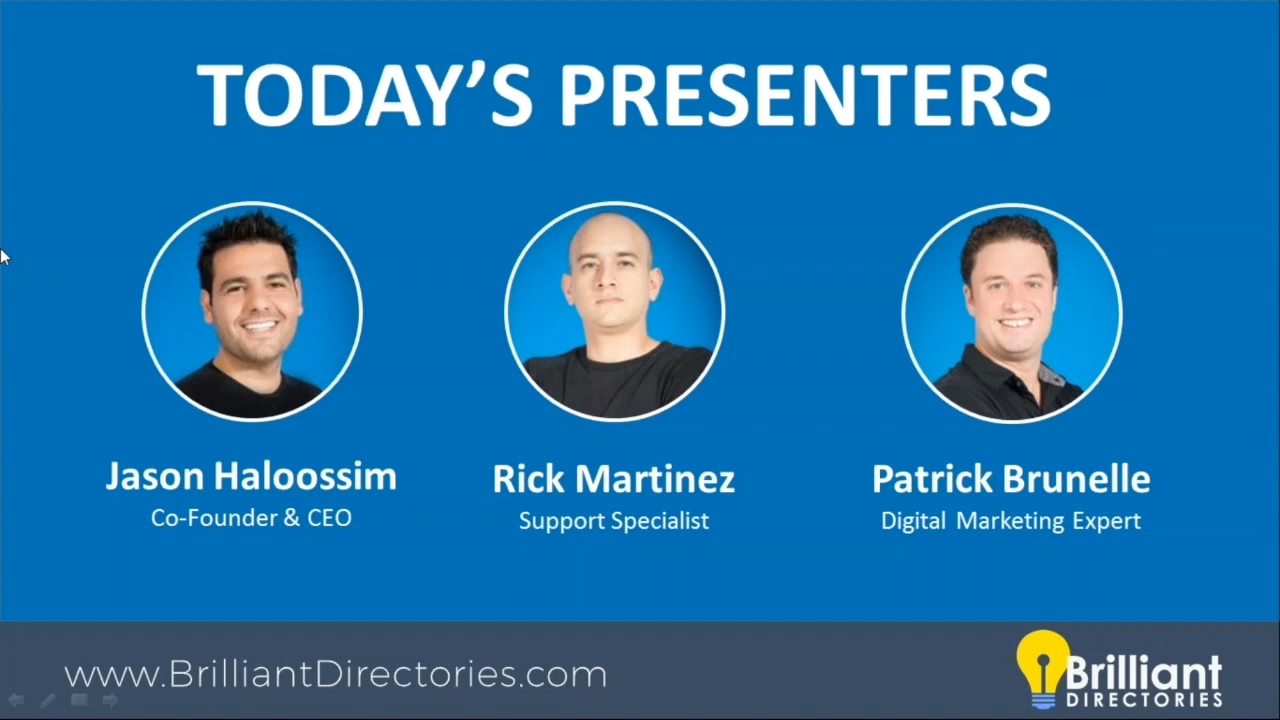 TODAY'S PRESENTERS
Jason Haloossim
Co-Founder & CEO
Rick Martinez
Support Specialist
Patrick Brunelle
Digital Marketing Expert
www.BrilliantDirectories.com
Brilliant
DIRECTORIES